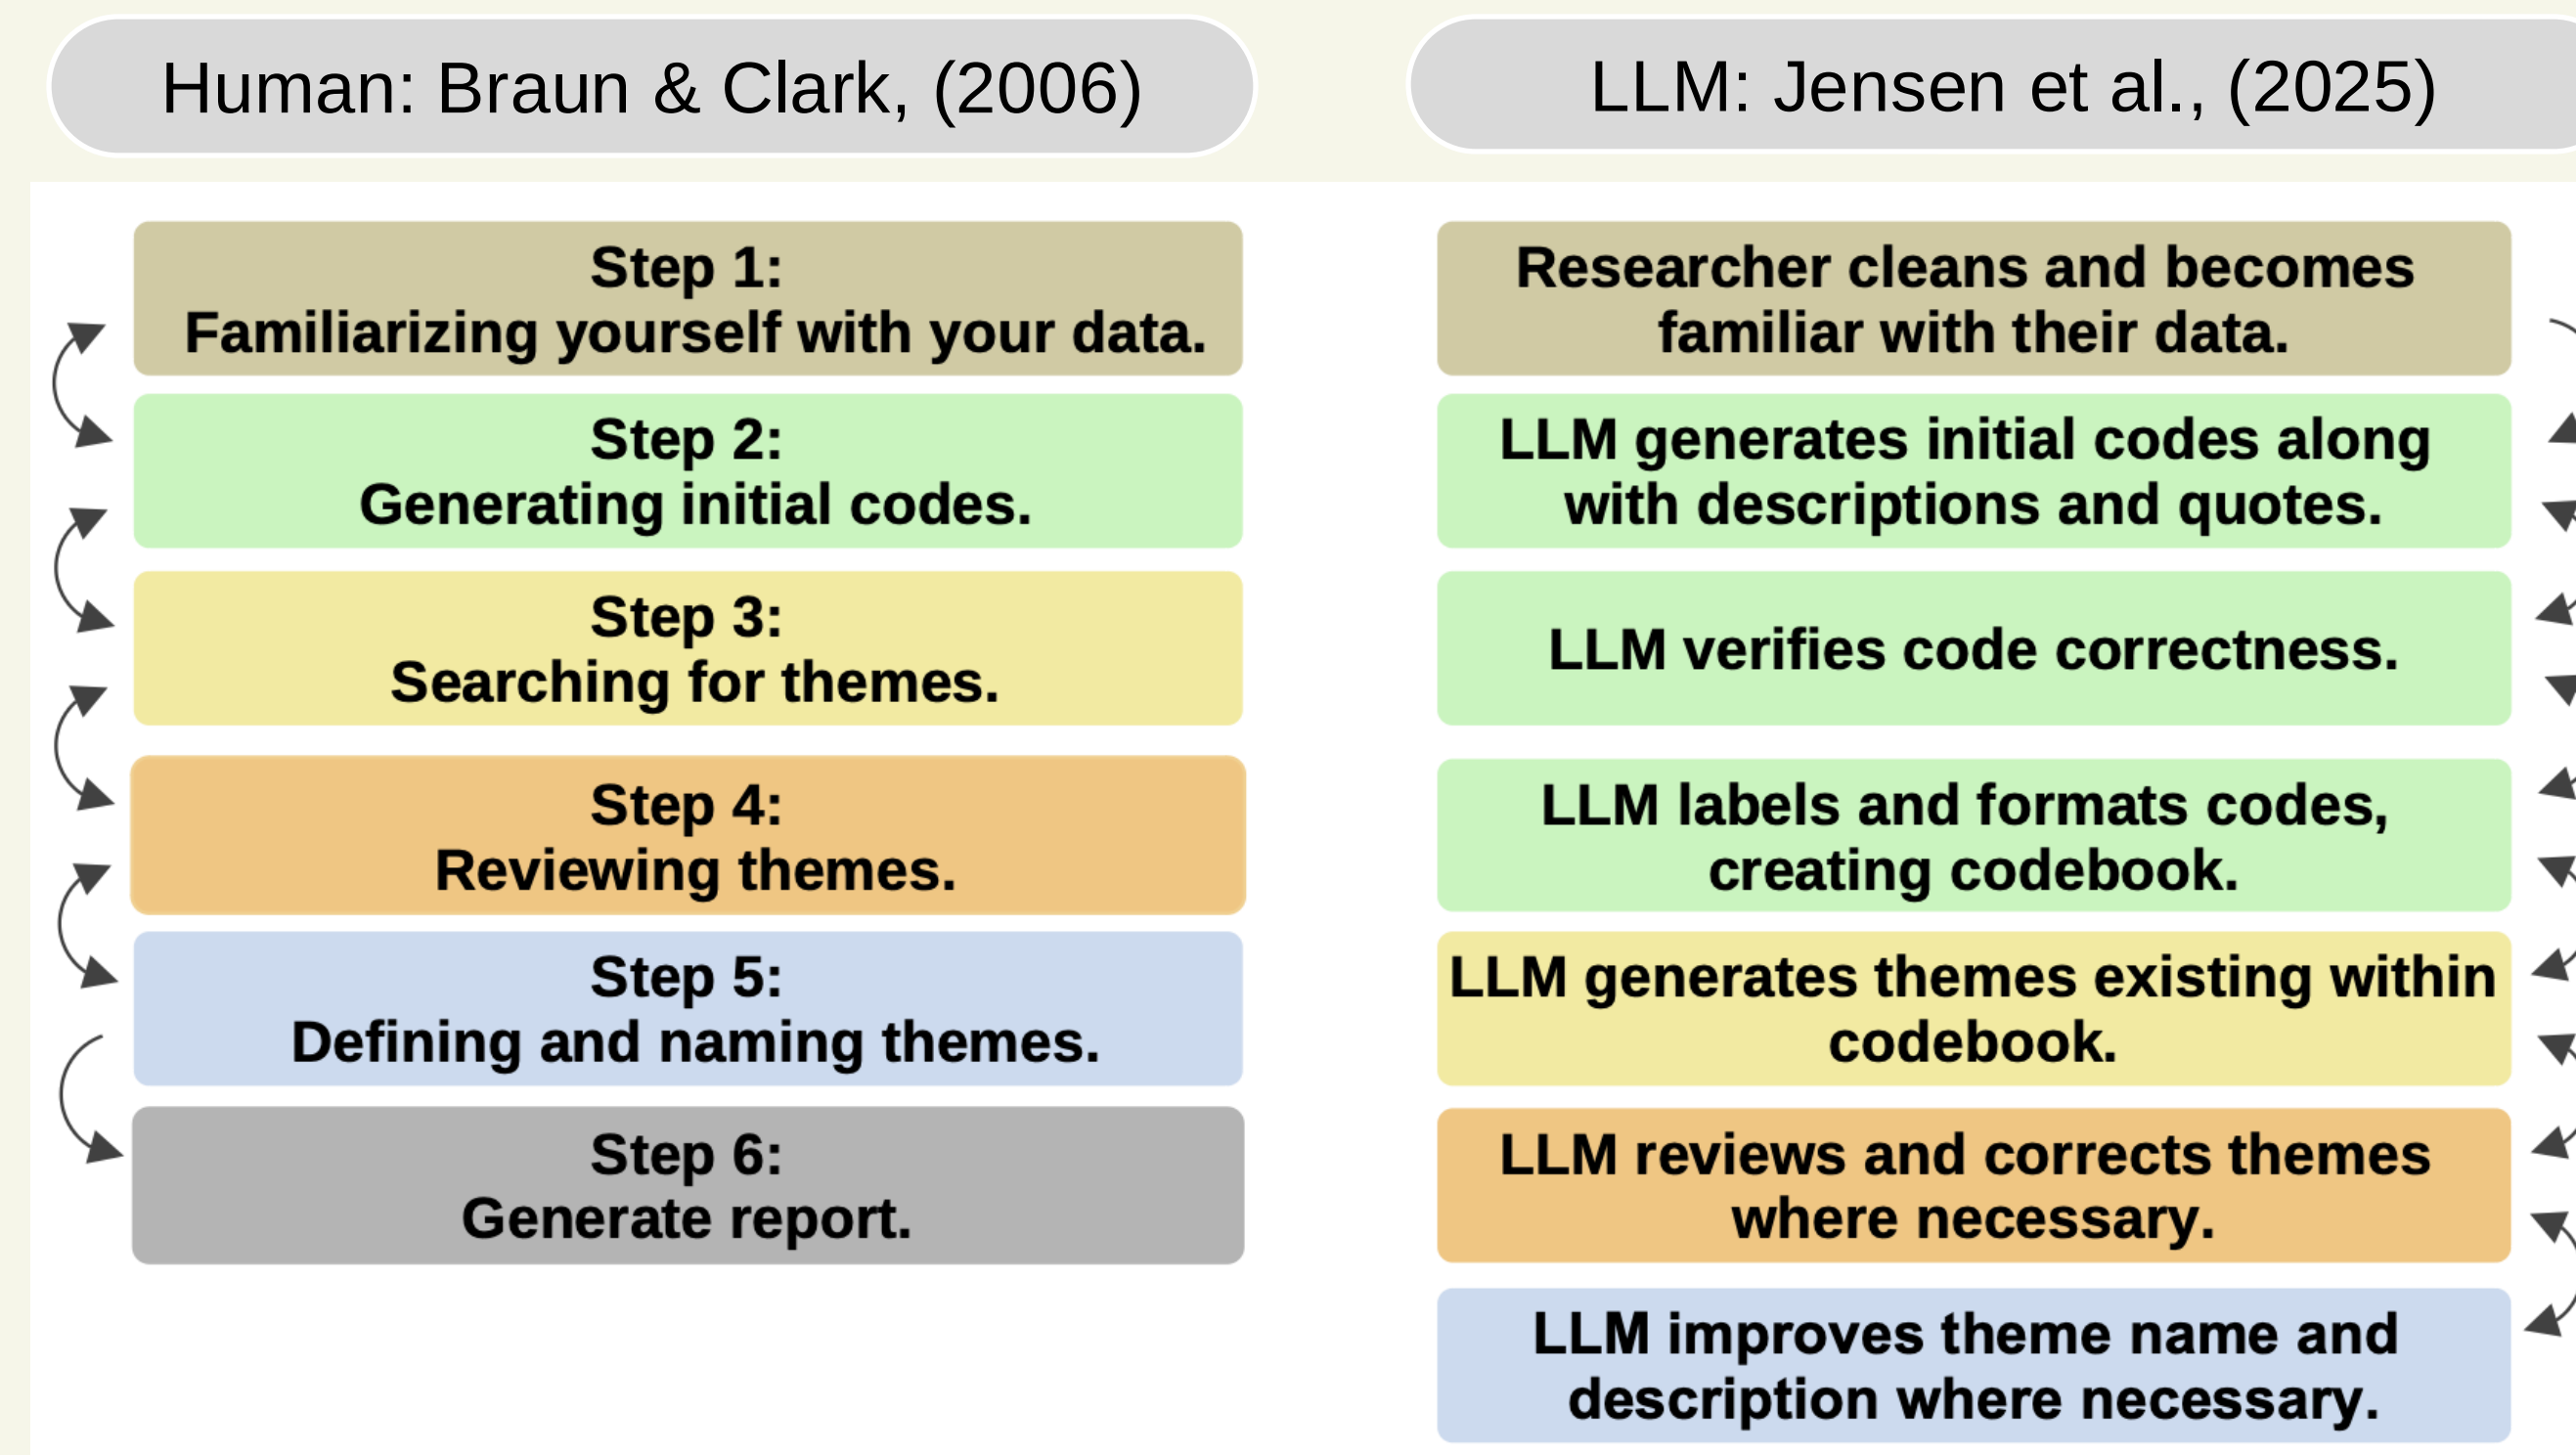 Human: Braun & Clark, (2006)
Step 1:
Familiarizing yourself with your data.
Step 2:
Generating initial codes.
Step 3:
Searching for themes.
Step 4:
Reviewing themes.
Step 5:
Defining and naming themes.
Step 6:
Generate report.
LLM: Jensen et al., (2025)
Researcher cleans and becomes
familiar with their data.
LLM generates initial codes along
with descriptions and quotes.
LLM verifies code correctness.
LLM labels and formats codes,
creating codebook.
LLM generates themes existing within
codebook.
LLM reviews and corrects themes
where necessary.
LLM improves theme name and
description where necessary.